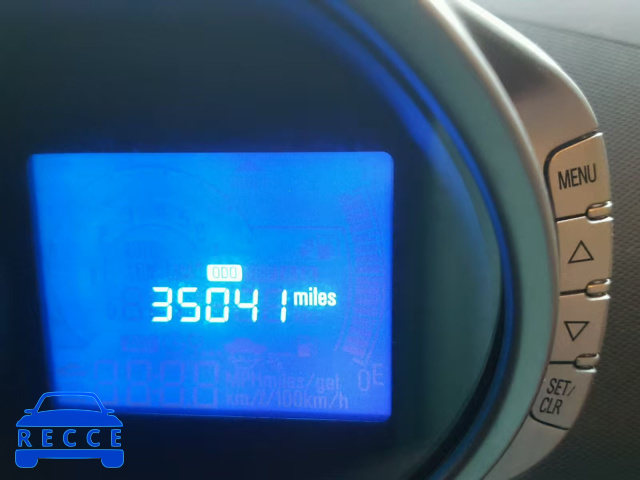 MENU
ODO
35041 miles
SET/
CLR
RECCE